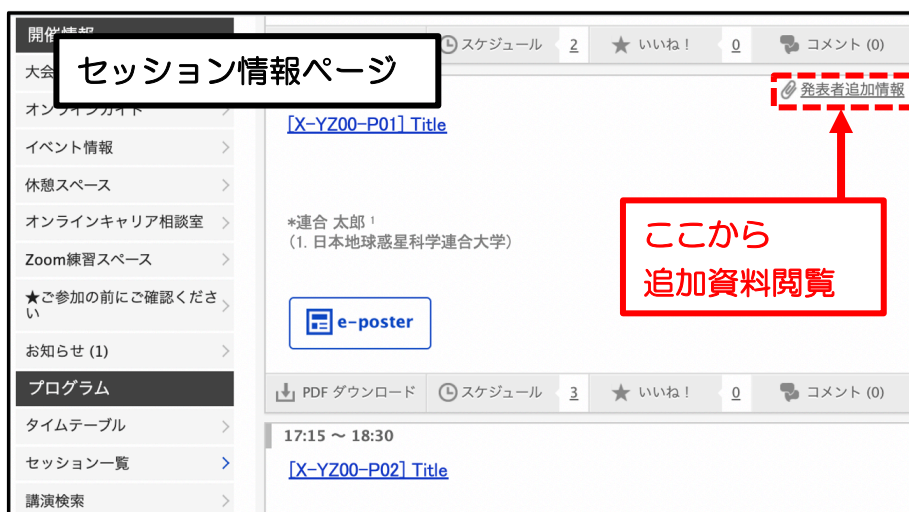 開催情報
セッション情報ページ
大会
オンラインガイド
イベント情報
休憩スペース
オンラインキャリア相談室
Zoom練習スペース
★ご参加の前にご確認くださ
い
お知らせ (1)
プログラム
タイムテーブル
セッション一覧
講演検索
スケジュール 2 ★ いいね! 0 コメント (0)
発表者追加情報
[X-YZ00-P01] Title
*連合 太郎 1
(1. 日本地球惑星科学連合大学)
ここから
追加資料閲覧
e-poster
PDF ダウンロード スケジュール 3 ★ いいね! 0 コメント (0)
17:15 ~ 18:30
[X-YZ00-P02] Title